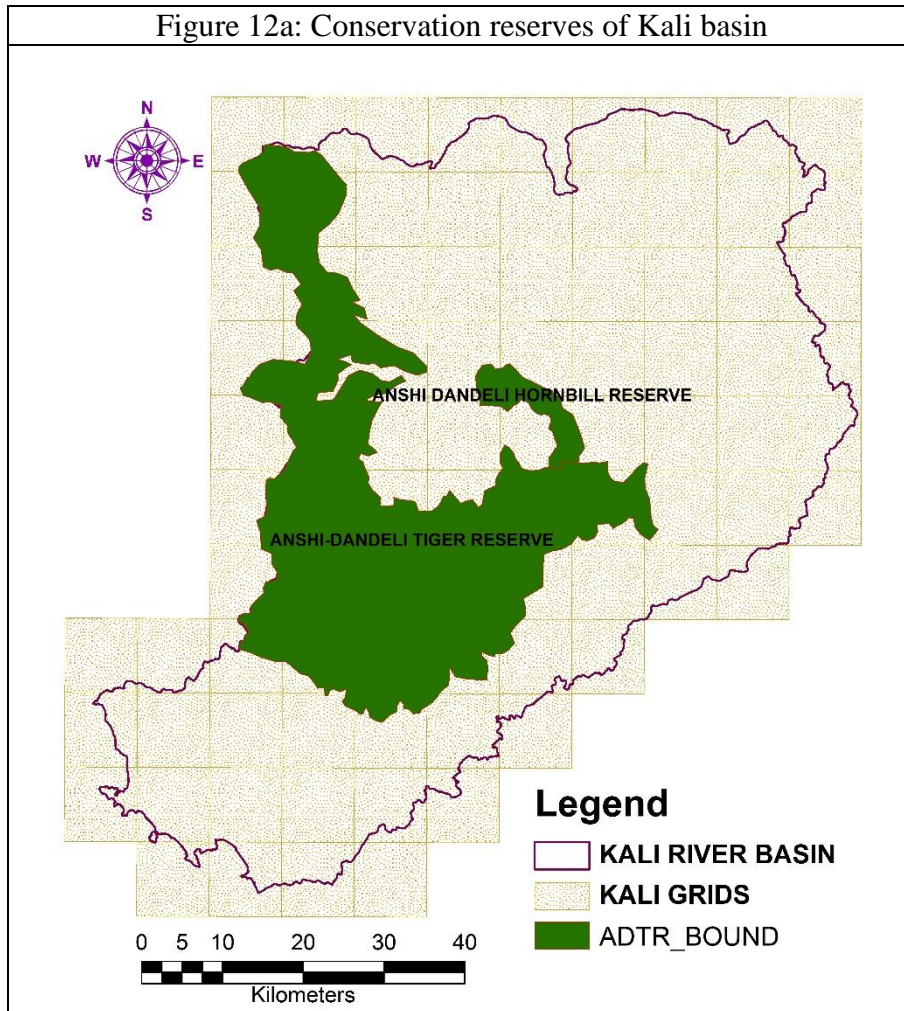 Figure 12a: Conservation reserves of Kali basin
N
W E
S
ANSHI DANDELI HORNBILL RESERVE
ANSHI-DANDELI TIGER RESERVE
Legend
KALI RIVER BASIN
KALI GRIDS
ADTR_BOUND
0 5 10 20 30 40
Kilometers